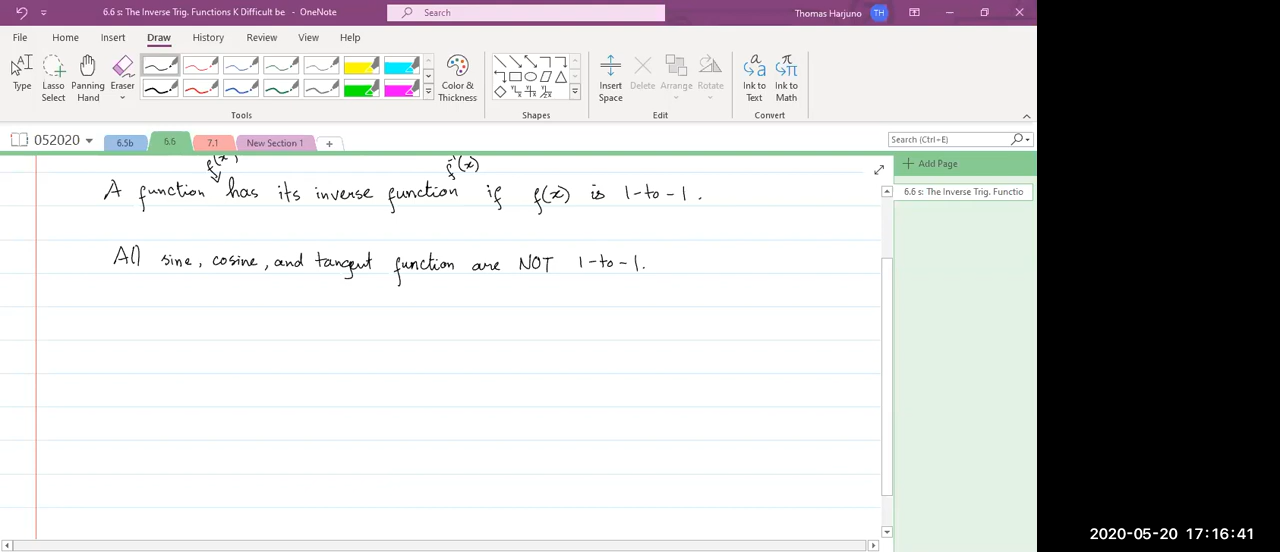 6.6 s: The Inverse Trig. Functions K Difficult be - OneNote
Search
Thomas Harjuno TH
File Home Insert Draw History Review View Help
Type
Lasso Select
Panning Hand
Eraser
Color & Thickness
Insert Space
Delete
Arrange
Rotate
Ink to Text
Ink to Math
Tools Shapes Edit Convert
052020 6.5b 6.6 7.1 New Section 1 +
Search (Ctrl+E)
Add Page
6.6 s: The Inverse Trig. Functio
f(x) f⁻¹(x)
A function has its inverse function if f(x) is 1-to-1.
All sine, cosine, and tangent function are NOT 1-to-1.
2020-05-20 17:16:41